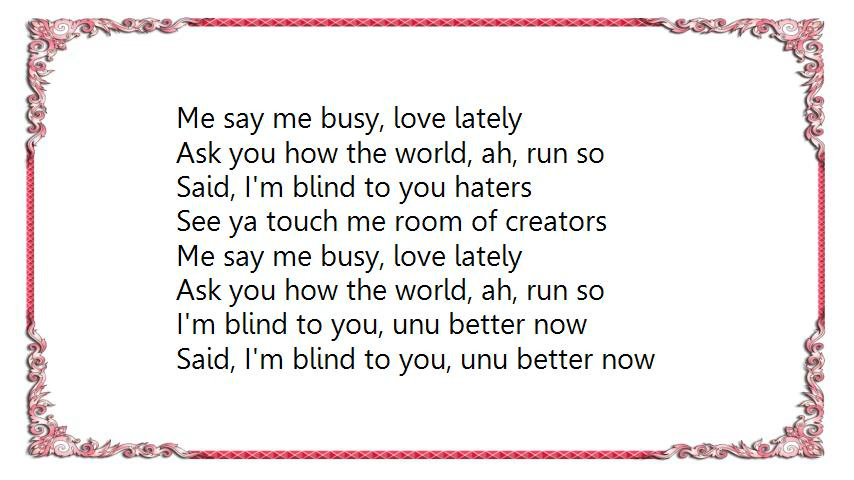 Me say me busy, love lately
Ask you how the world, ah, run so
Said, I'm blind to you haters
See ya touch me room of creators
Me say me busy, love lately
Ask you how the world, ah, run so
I'm blind to you, unu better now
Said, I'm blind to you, unu better now